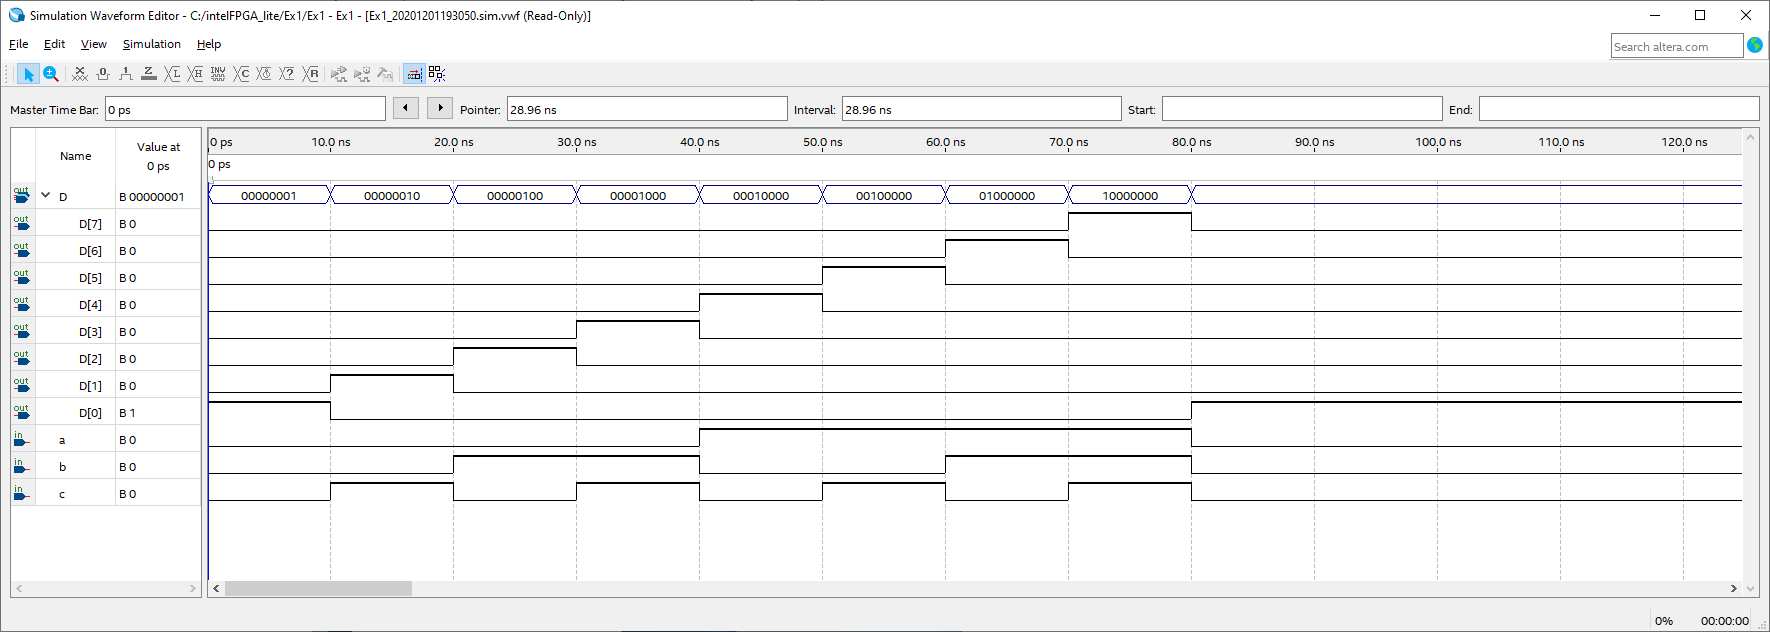 Simulation Waveform Editor - C:/intelFPGA_lite/Ex1/Ex1 - Ex1 - [Ex1_20201201193050.sim.vwf (Read-Only)]
File Edit View Simulation Help
Search altera.com
Master Time Bar: 0 ps Pointer: 28.96 ns Interval: 28.96 ns Start: End:
Name Value at 0 ps
0 ps 10.0 ns 20.0 ns 30.0 ns 40.0 ns 50.0 ns 60.0 ns 70.0 ns 80.0 ns 90.0 ns 100.0 ns 110.0 ns 120.0 ns
0 ps
out D B 00000001 00000001 00000010 00000100 00001000 00010000 00100000 01000000 10000000
out D[7] B 0
out D[6] B 0
out D[5] B 0
out D[4] B 0
out D[3] B 0
out D[2] B 0
out D[1] B 0
out D[0] B 1
in a B 0
in b B 0
in c B 0
0% 00:00:00